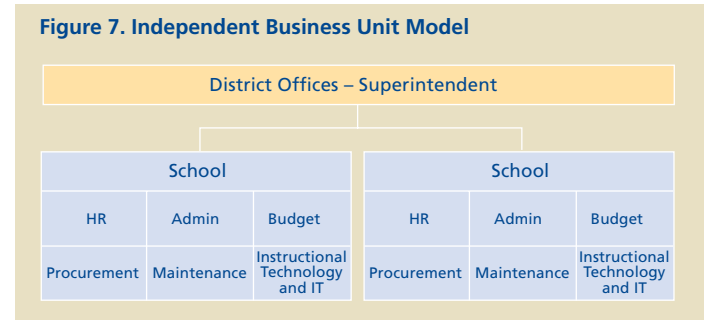 Figure 7. Independent Business Unit Model
District Offices – Superintendent
School
School
HR
Admin
Budget
HR
Admin
Budget
Procurement
Maintenance
Instructional
Technology
and IT
Procurement
Maintenance
Instructional
Technology
and IT